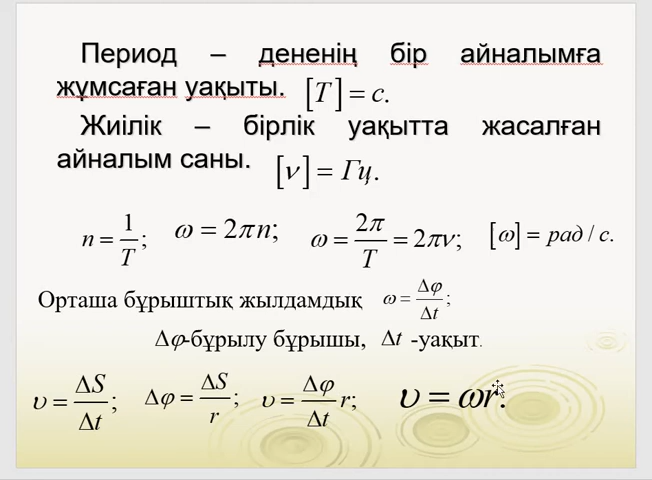 Период – дененің бір айналымға
жұмсаған уақыты. [T] = с.
Жиілік – бірлік уақытта жасалған
айналым саны. [ν] = Гц.
n = 1/T; ω = 2πn; ω = 2π/T = 2πν; [ω] = рад / с.
Орташа бұрыштық жылдамдық ω = Δφ/Δt;
Δφ-бұрылу бұрышы, Δt -уақыт.
υ = ΔS/Δt; Δφ = ΔS/r; υ = Δφ/Δt r; υ = ωr.